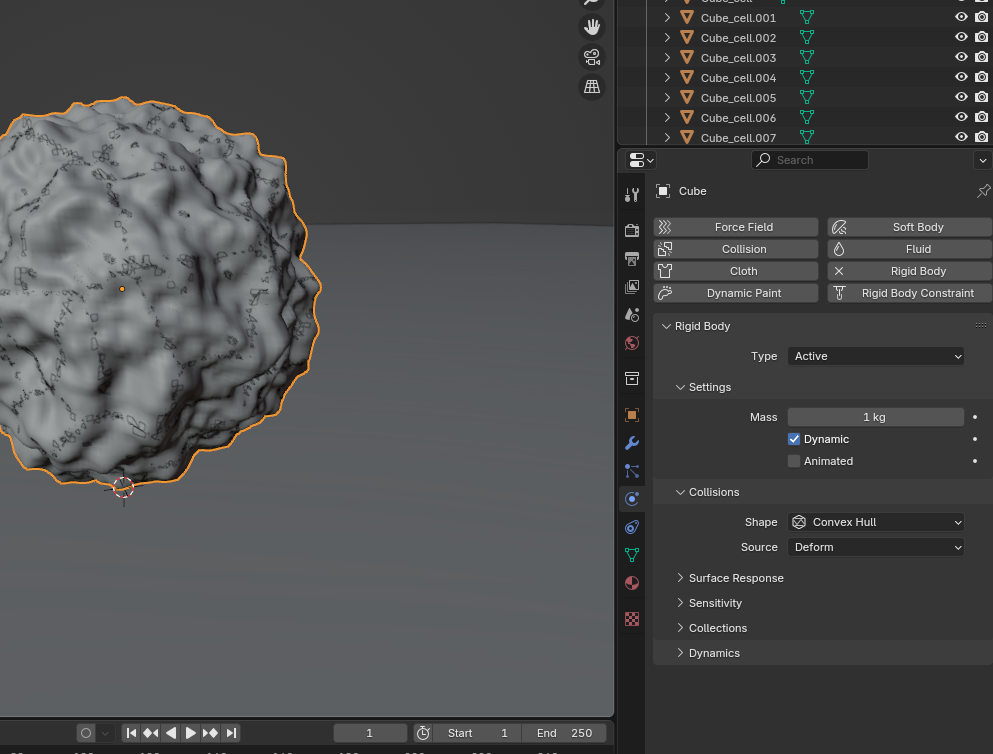 Cube_cell.001
Cube_cell.002
Cube_cell.003
Cube_cell.004
Cube_cell.005
Cube_cell.006
Cube_cell.007
Search
Cube
Force Field Soft Body
Collision Fluid
Cloth Rigid Body
Dynamic Paint Rigid Body Constraint
Rigid Body
Type Active
Settings
Mass 1 kg
Dynamic
Animated
Collisions
Shape Convex Hull
Source Deform
Surface Response
Sensitivity
Collections
Dynamics
1 Start 1 End 250